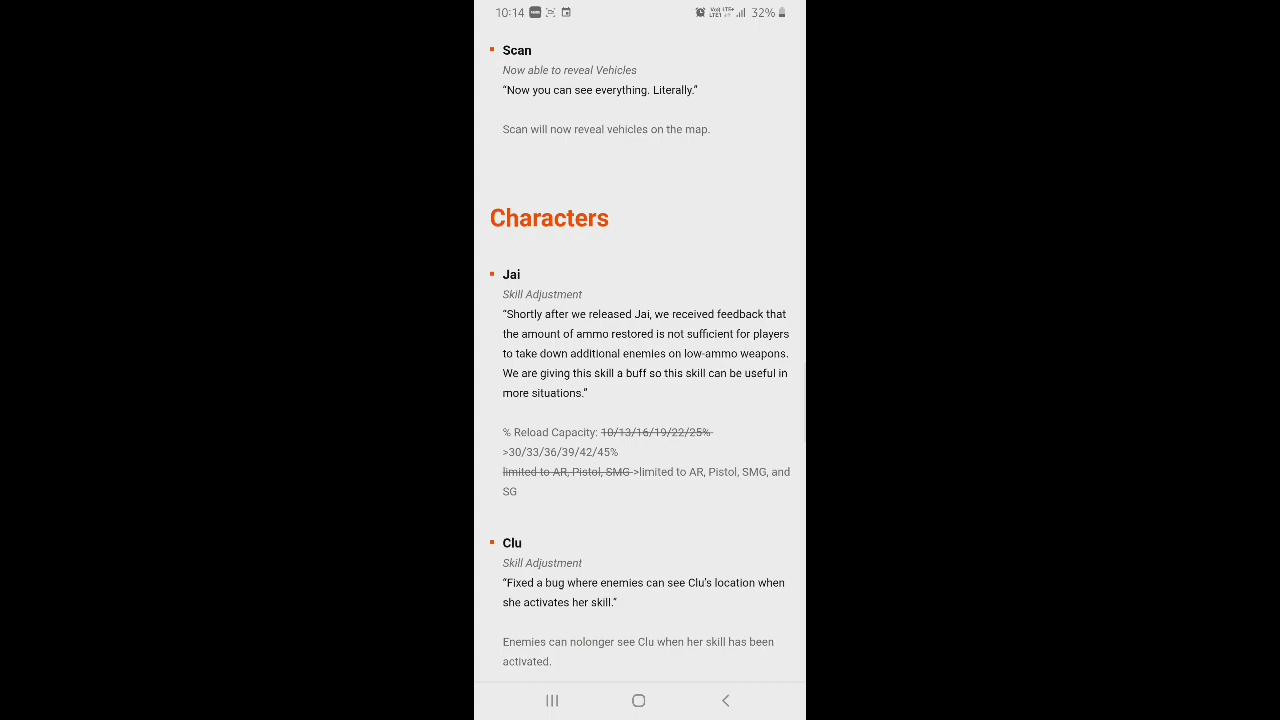 10:14
Vo) LTE+
LTE1
32%
Scan
Now able to reveal Vehicles
“Now you can see everything. Literally.”
Scan will now reveal vehicles on the map.
Characters
Jai
Skill Adjustment
“Shortly after we released Jai, we received feedback that
the amount of ammo restored is not sufficient for players
to take down additional enemies on low-ammo weapons.
We are giving this skill a buff so this skill can be useful in
more situations.”
% Reload Capacity: 10/13/16/19/22/25%-
>30/33/36/39/42/45%
limited to AR, Pistol, SMG->limited to AR, Pistol, SMG, and
SG
Clu
Skill Adjustment
“Fixed a bug where enemies can see Clu's location when
she activates her skill.”
Enemies can nolonger see Clu when her skill has been
activated.